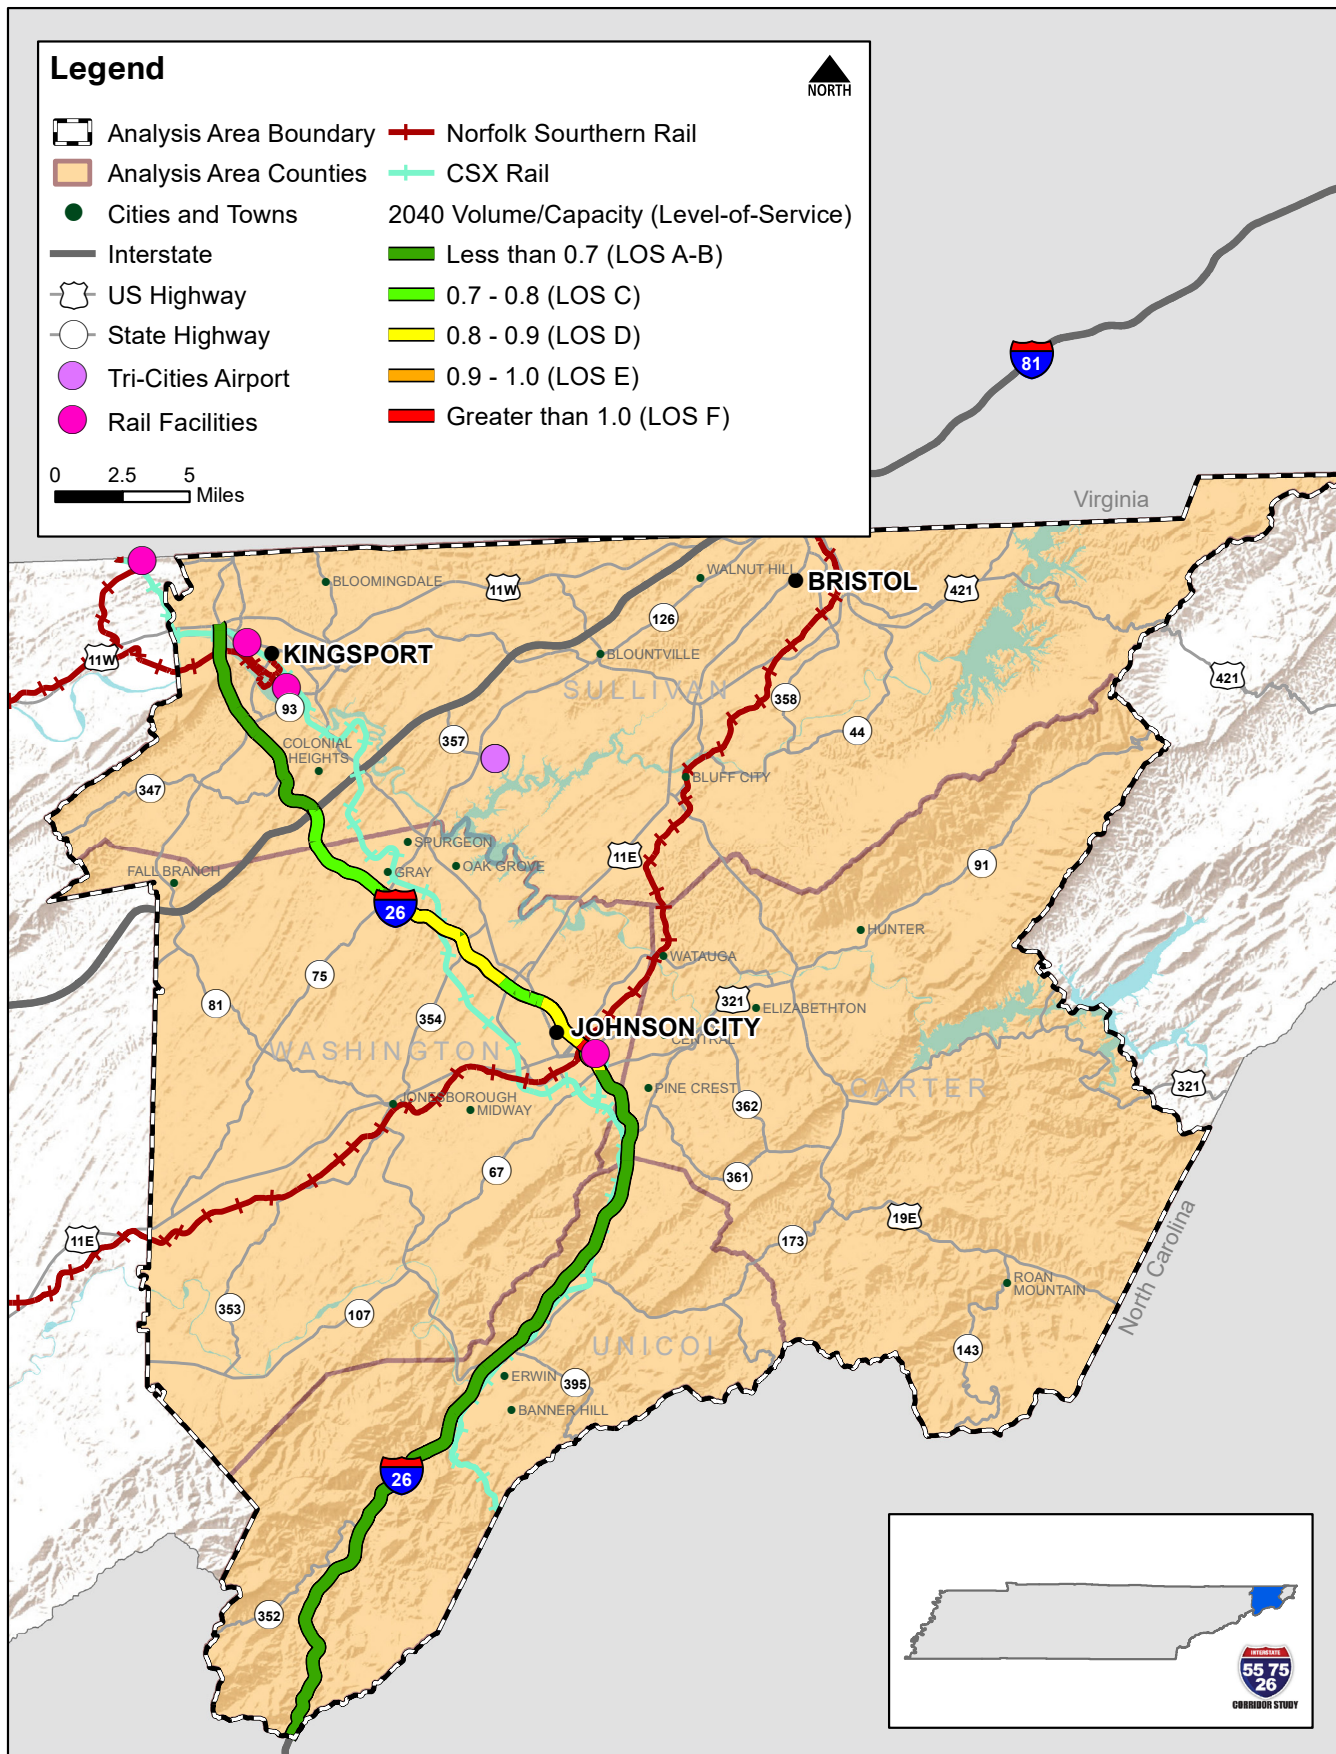 Legend
NORTH
Analysis Area Boundary
Analysis Area Counties
Cities and Towns
Interstate
US Highway
State Highway
Tri-Cities Airport
Rail Facilities
0 2.5 5
Miles
Norfolk Sourthern Rail
CSX Rail
2040 Volume/Capacity (Level-of-Service)
Less than 0.7 (LOS A-B)
0.7 - 0.8 (LOS C)
0.8 - 0.9 (LOS D)
0.9 - 1.0 (LOS E)
Greater than 1.0 (LOS F)
81
Virginia
BLOOMINGDALE
11W
WALNUT HILL
BRISTOL
421
126
11W
KINGSPORT
BLOUNTVILLE
421
SULLIVAN
93
358
357
44
COLONIAL
HEIGHTS
BLUFF CITY
347
SPURGEON
11E
OAK GROVE
91
FALL BRANCH
GRAY
26
HUNTER
WATAUGA
75
81
321
ELIZABETHTON
354
JOHNSON CITY
CENTRAL
WASHINGTON
321
PINE CREST
CARTER
JONESBOROUGH
MIDWAY
362
67
361
19E
11E
173
North Carolina
ROAN
MOUNTAIN
353
107
UNICOI
143
ERWIN
395
BANNER HILL
26
352
INTERSTATE
55 75
26
CORRIDOR STUDY